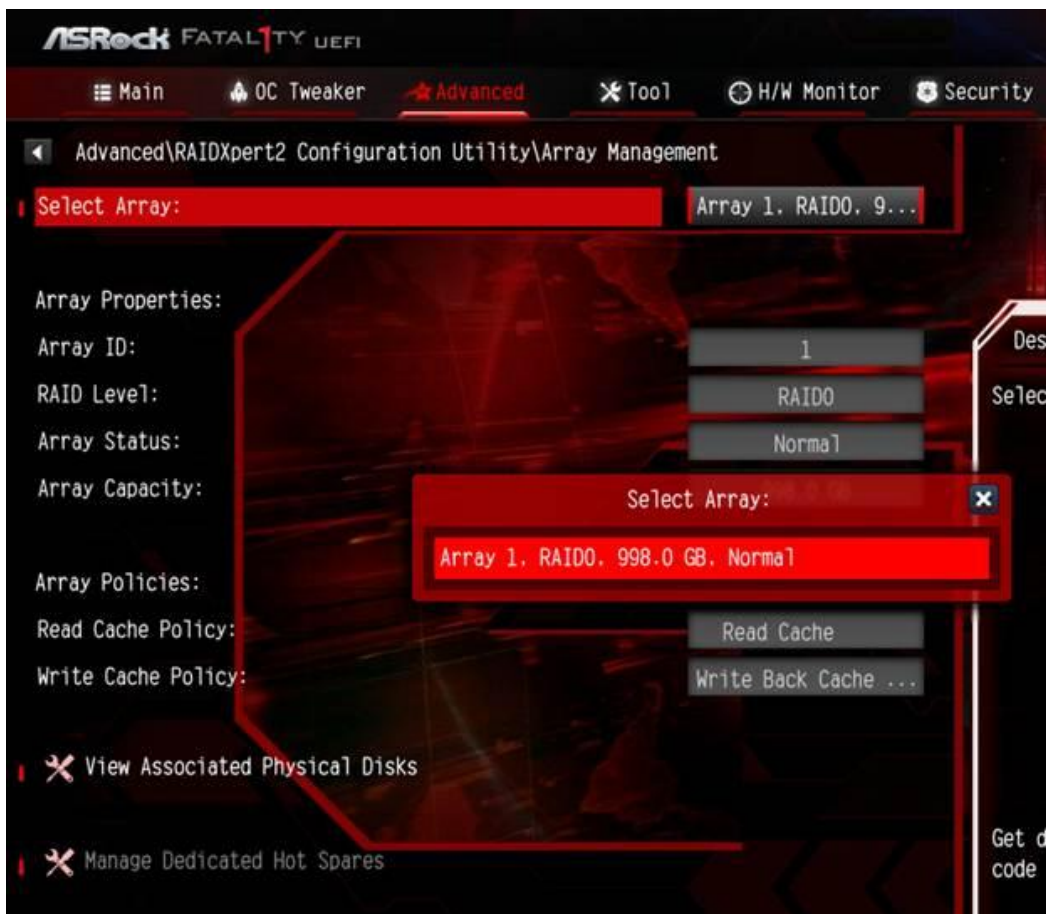 ASRock FATAL1TY UEFI
Main OC Tweaker Advanced Tool H/W Monitor Security
Advanced\RAIDXpert2 Configuration Utility\Array Management
Select Array: Array 1, RAID0, 9...
Array Properties:
Array ID: 1
RAID Level: RAID0
Array Status: Normal
Array Capacity:
Select Array:
Array 1, RAID0, 998.0 GB, Normal
Array Policies:
Read Cache Policy: Read Cache
Write Cache Policy: Write Back Cache ...
View Associated Physical Disks
Manage Dedicated Hot Spares
Des
Selec
Get d
code